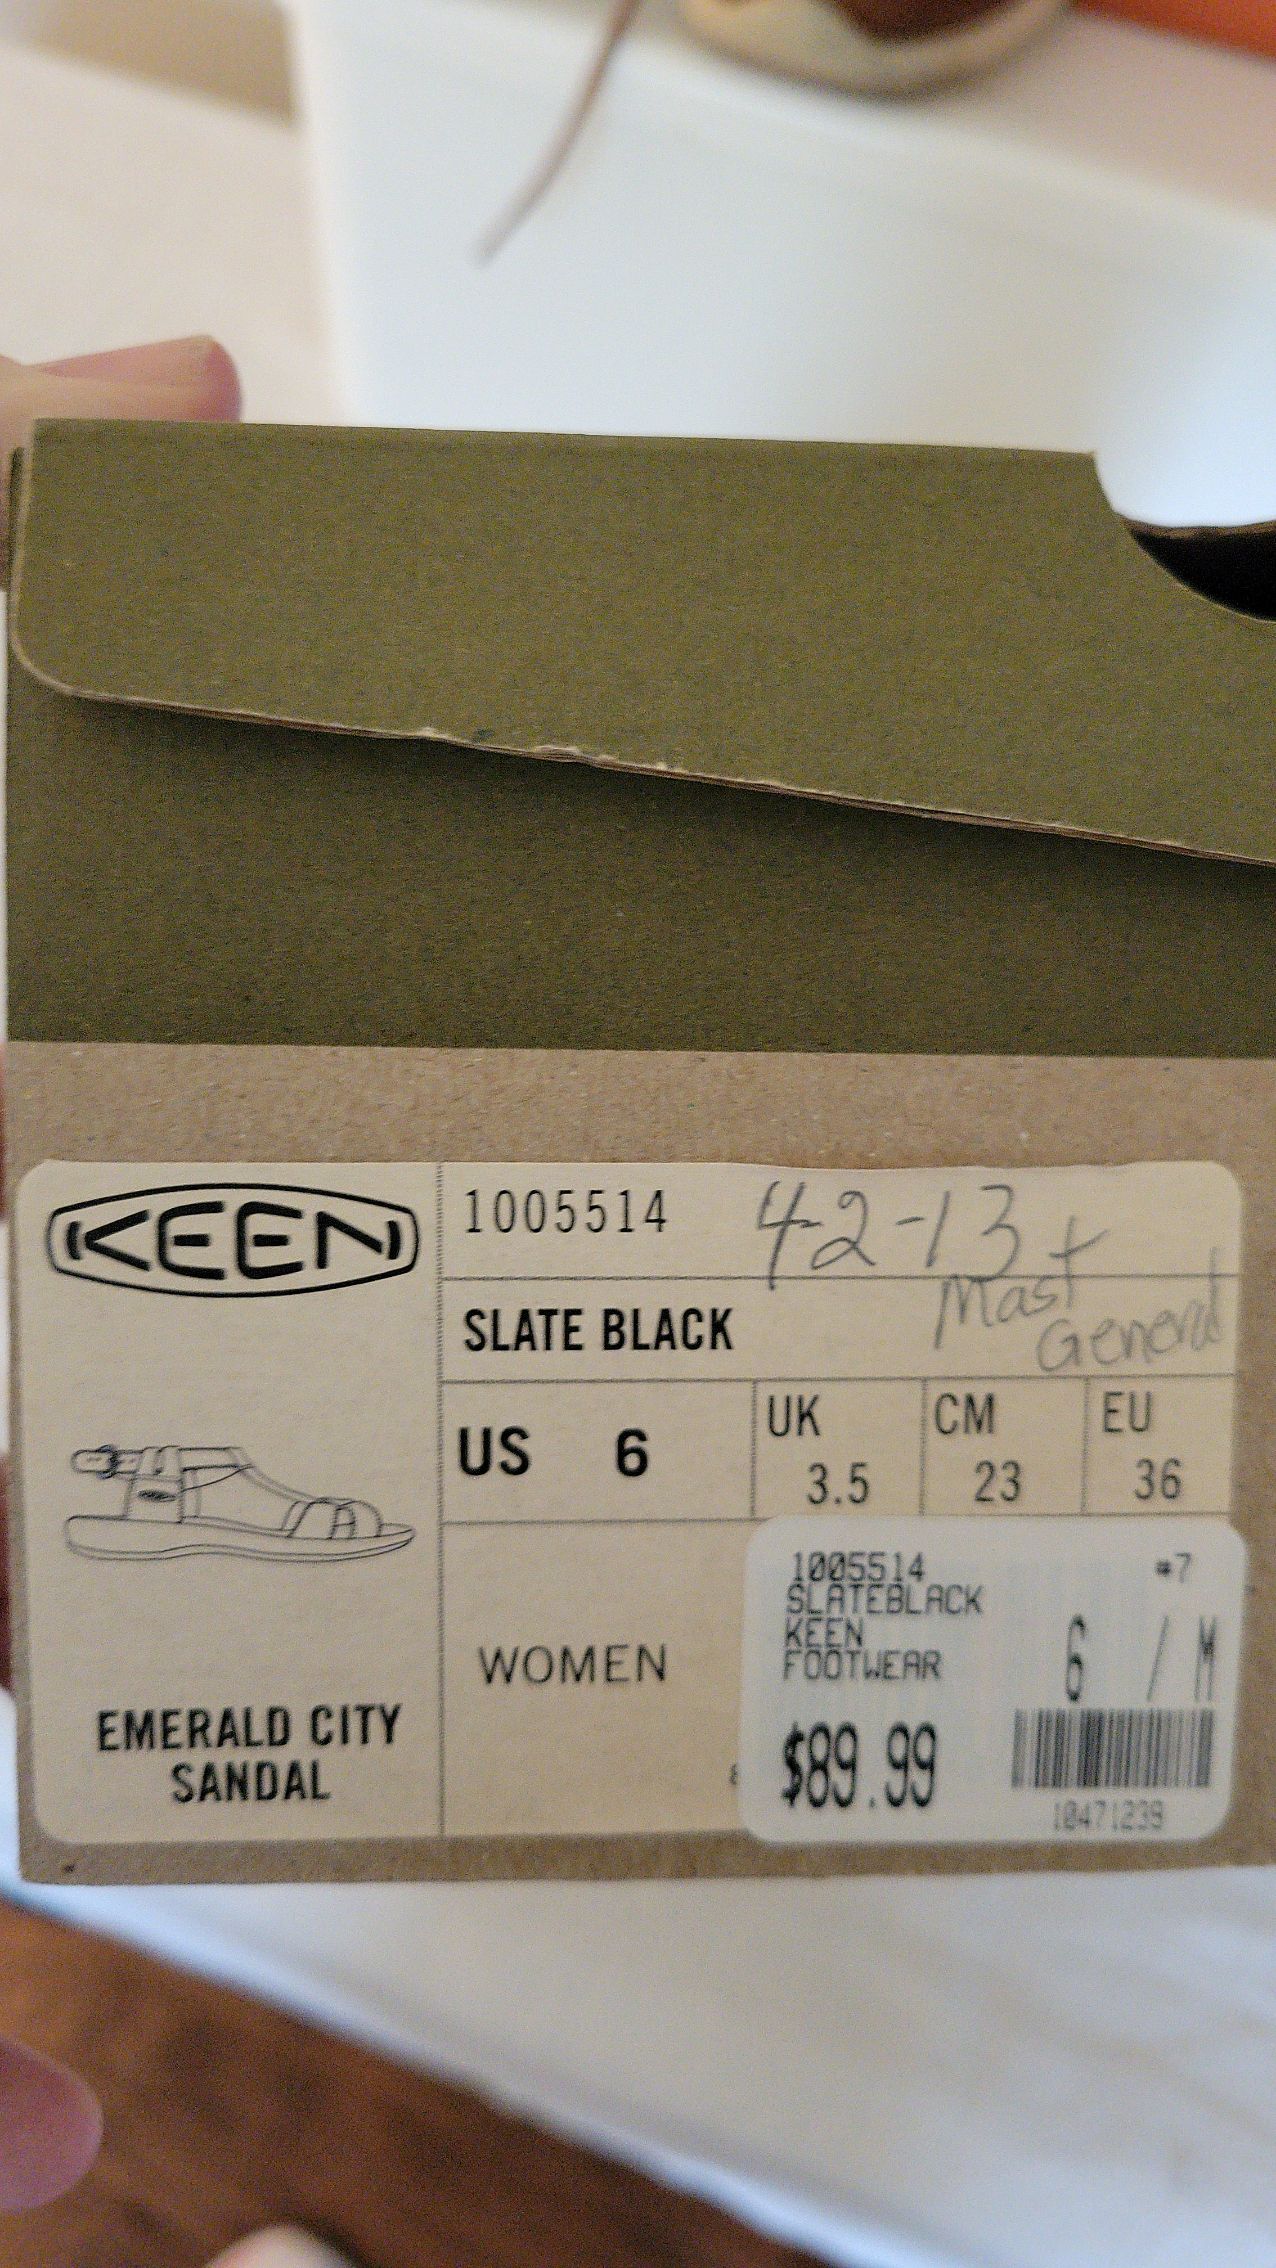 KEEN
1005514
4-2-13
Mast
General
SLATE BLACK
US 6
UK 3.5
CM 23
EU 36
WOMEN
EMERALD CITY
SANDAL
1005514 #7
SLATEBLACK
KEEN
FOOTWEAR
6 / M
$89.99
10471239